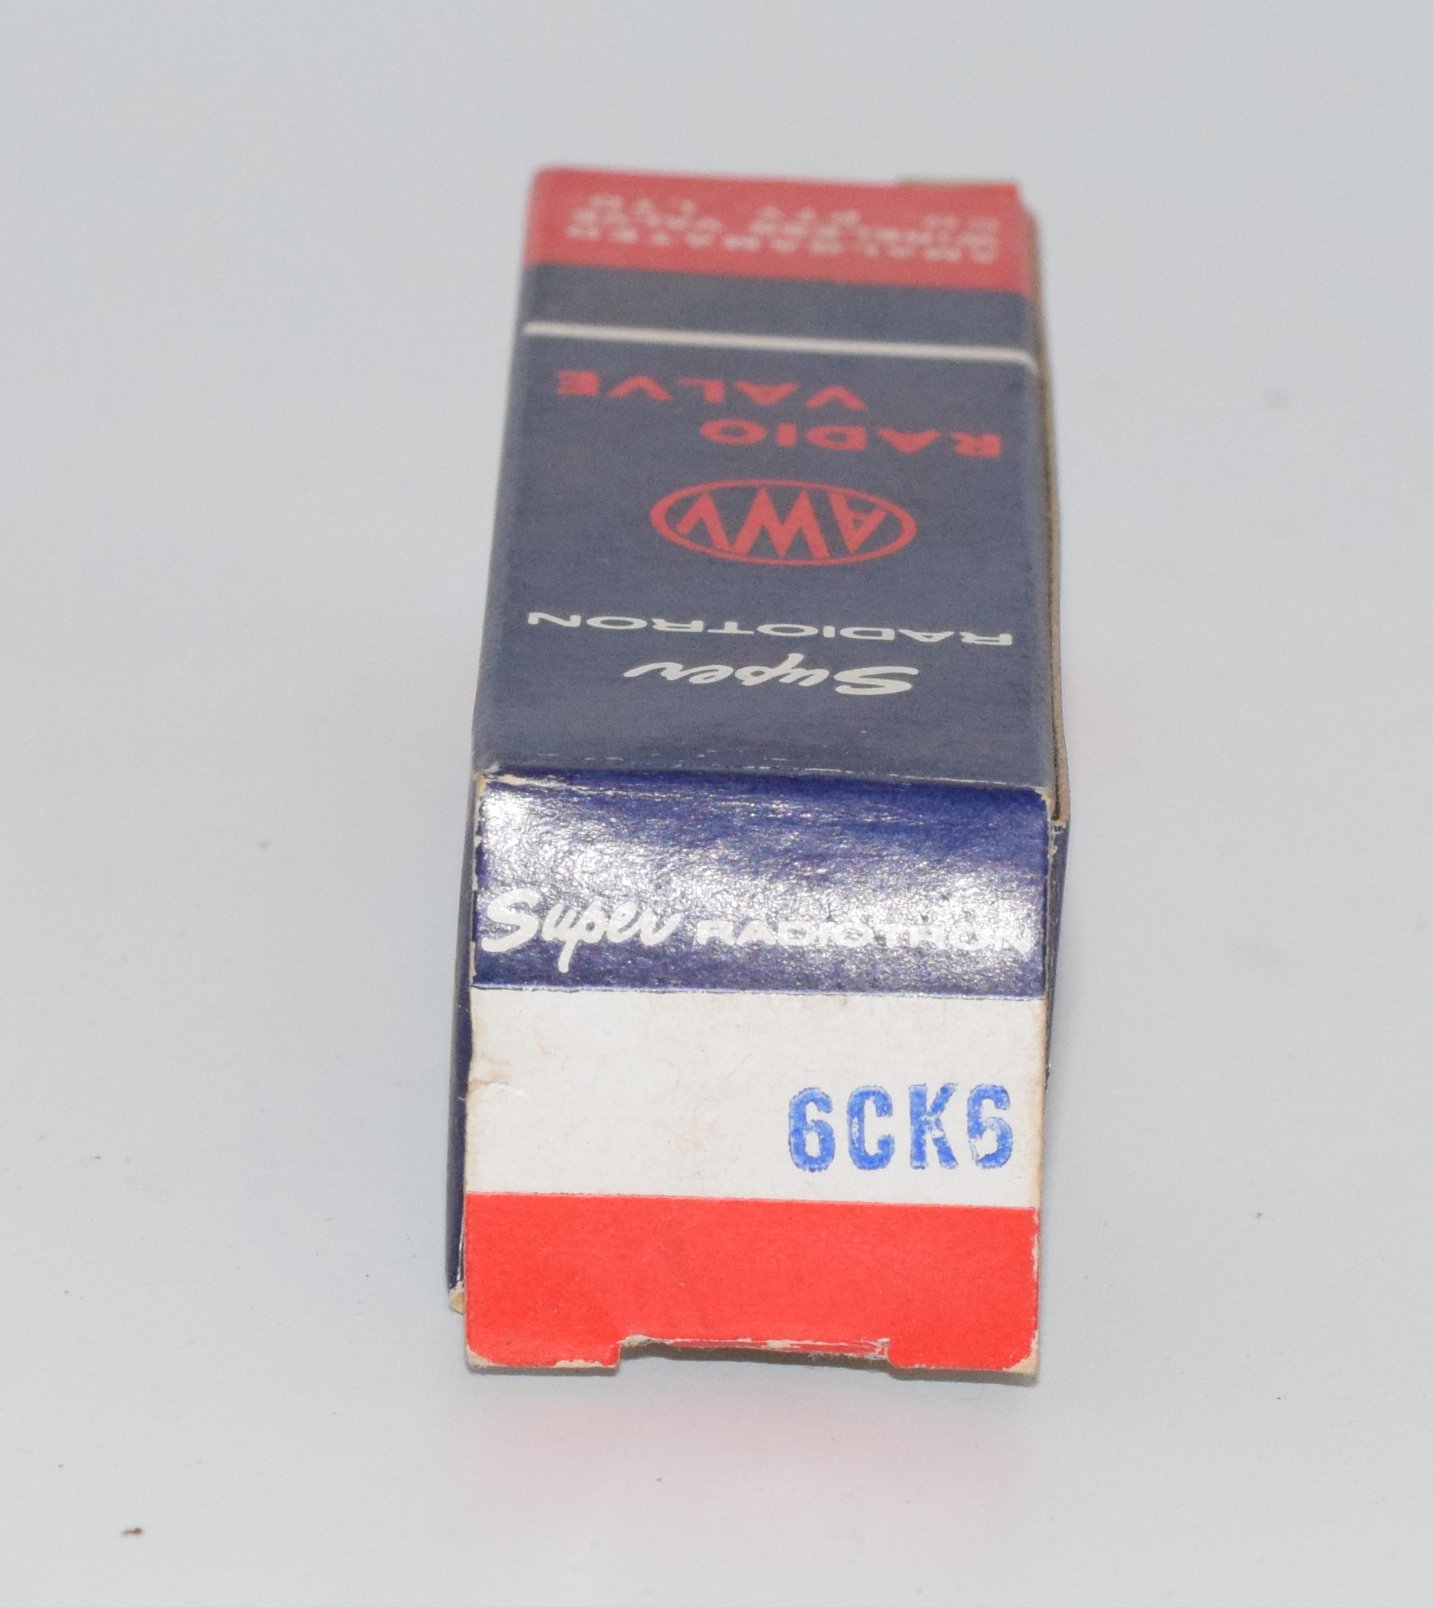 Super RADIOTRON
6CK6
Super
RADIOTRON
AWV
RADIO
VALVE
AMALGAMATED
WIRELESS VALVE
CO. PTY. LTD.